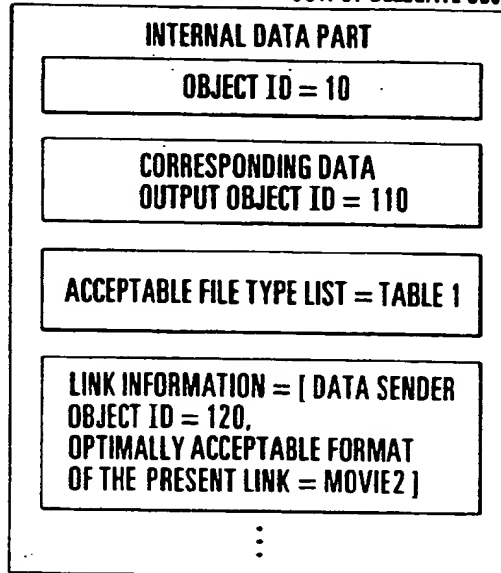 INTERNAL DATA PART
OBJECT ID = 10
CORRESPONDING DATA
OUTPUT OBJECT ID = 110
ACCEPTABLE FILE TYPE LIST = TABLE 1
LINK INFORMATION = [ DATA SENDER
OBJECT ID = 120,
OPTIMALLY ACCEPTABLE FORMAT
OF THE PRESENT LINK = MOVIE2 ]